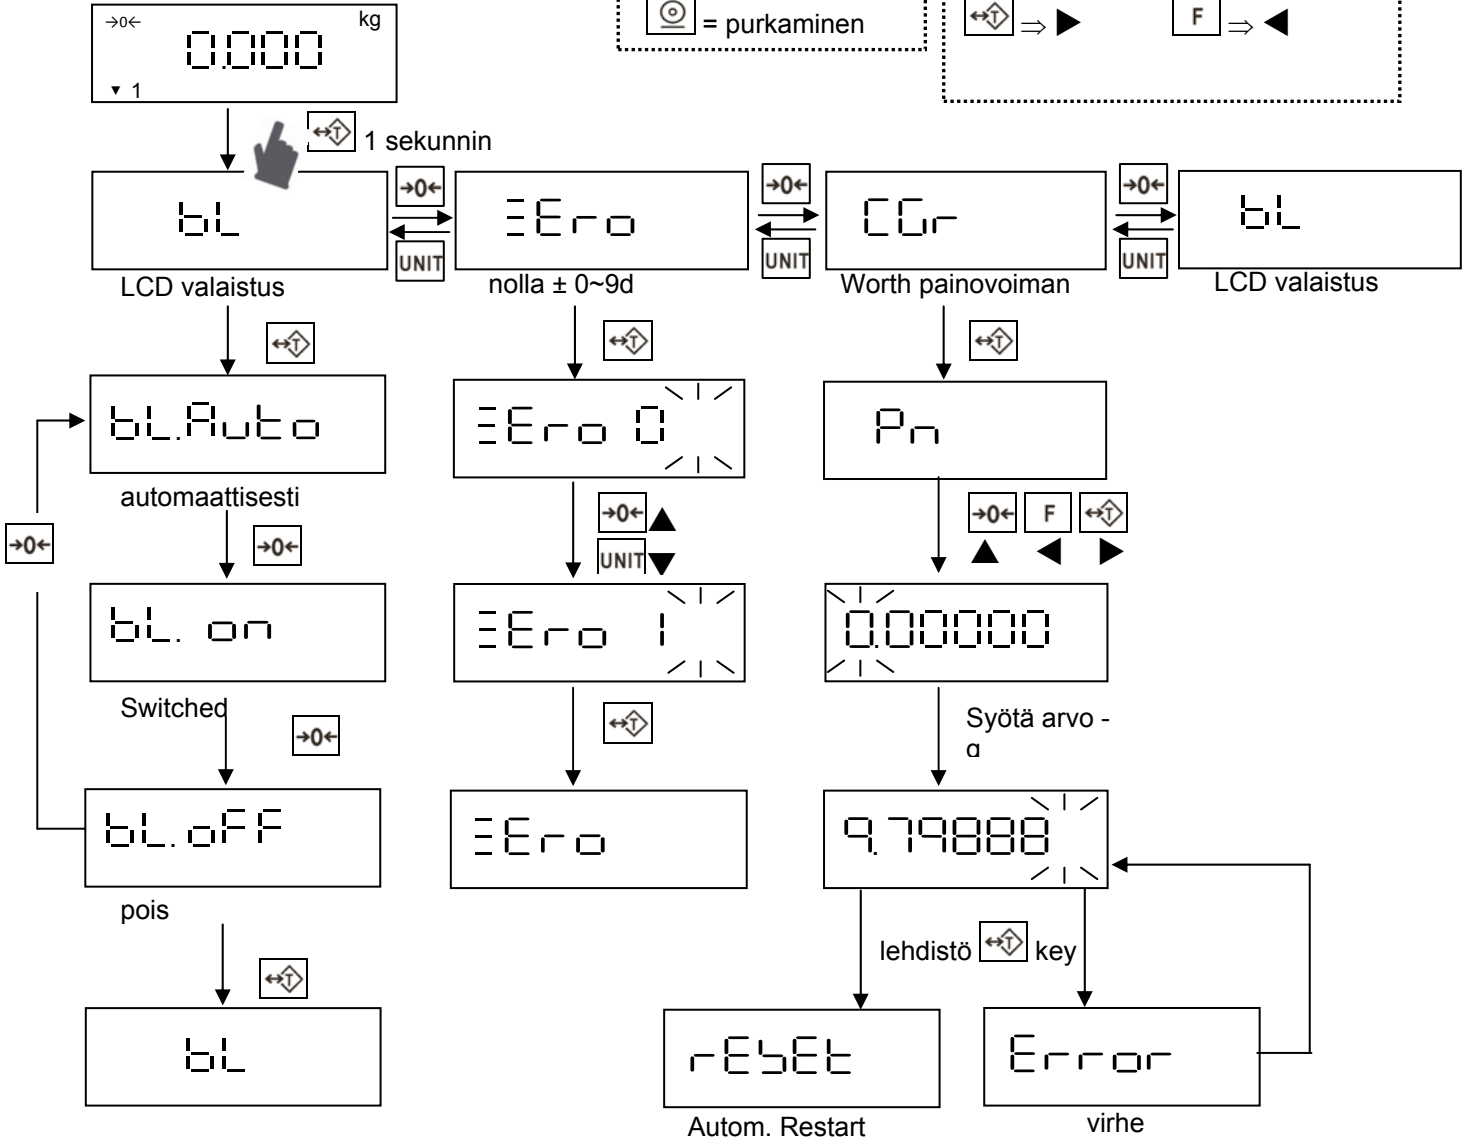 →0← kg
0.000
▼ 1
= purkaminen
↔T ⇒ ▶ F ⇒ ◀
↔T 1 sekunnin
bL →0← UNIT ZEro →0← UNIT CGr →0← UNIT bL
LCD valaistus nolla ± 0~9d Worth painovoiman LCD valaistus
↔T ↔T ↔T
bL.Auto ZEro 0 Pn
automaattisesti
→0← →0← →0← ▲ →0← F ↔T
UNIT ▼ ▲ ◀ ▶
bL. on ZEro 1 0.00000
Switched
→0← ↔T Syötä arvo -
g
bL.oFF ZEro 9.79888
pois
lehdistö ↔T key
↔T
bL rESEt Error
Autom. Restart virhe